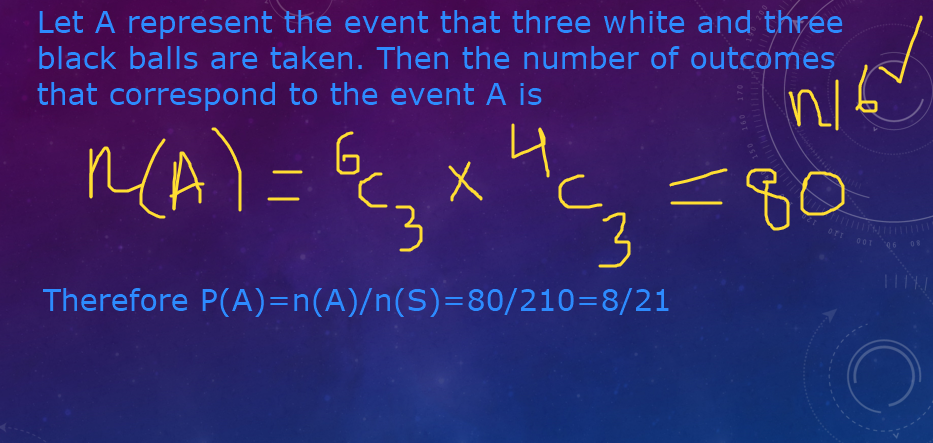 Let A represent the event that three white and three
black balls are taken. Then the number of outcomes
that correspond to the event A is
n(A) = ⁶C₃ × ⁴C₃ = 80
Therefore P(A)=n(A)/n(S)=80/210=8/21